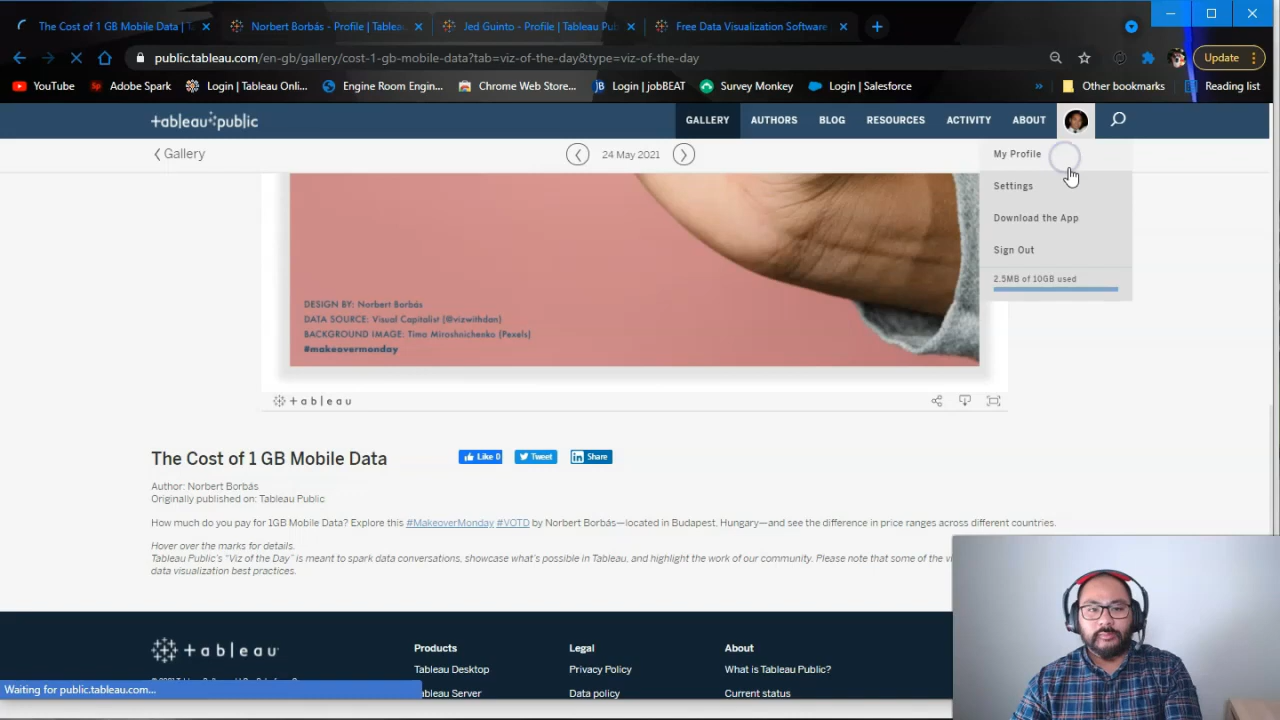 The Cost of 1 GB Mobile Data |
Norbert Borbás - Profile | Tableau
Jed Guinto - Profile | Tableau Pub
Free Data Visualization Software
public.tableau.com/en-gb/gallery/cost-1-gb-mobile-data?tab=viz-of-the-day&type=viz-of-the-day
Update
YouTube
Adobe Spark
Login | Tableau Onli...
Engine Room Engin...
Chrome Web Store...
Login | jobBEAT
Survey Monkey
Login | Salesforce
»
Other bookmarks
Reading list
tableau public
GALLERY
AUTHORS
BLOG
RESOURCES
ACTIVITY
ABOUT
Gallery
24 May 2021
My Profile
Settings
Download the App
Sign Out
2.5MB of 10GB used
DESIGN BY: Norbert Borbás
DATA SOURCE: Visual Capitalist (@vizwithdan)
BACKGROUND IMAGE: Tima Miroshnichenko (Pexels)
#makeovermonday
tableau
The Cost of 1 GB Mobile Data
Like 0
Tweet
Share
Author: Norbert Borbás
Originally published on: Tableau Public
How much do you pay for 1GB Mobile Data? Explore this #MakeoverMonday #VOTD by Norbert Borbás—located in Budapest, Hungary—and see the difference in price ranges across different countries.
Hover over the marks for details.
Tableau Public's "Viz of the Day" is meant to spark data conversations, showcase what's possible in Tableau, and highlight the work of our community. Please note that some of the
data visualization best practices.
tableau
Products
Legal
About
Tableau Desktop
Privacy Policy
What is Tableau Public?
Tableau Server
Data policy
Current status
Waiting for public.tableau.com...